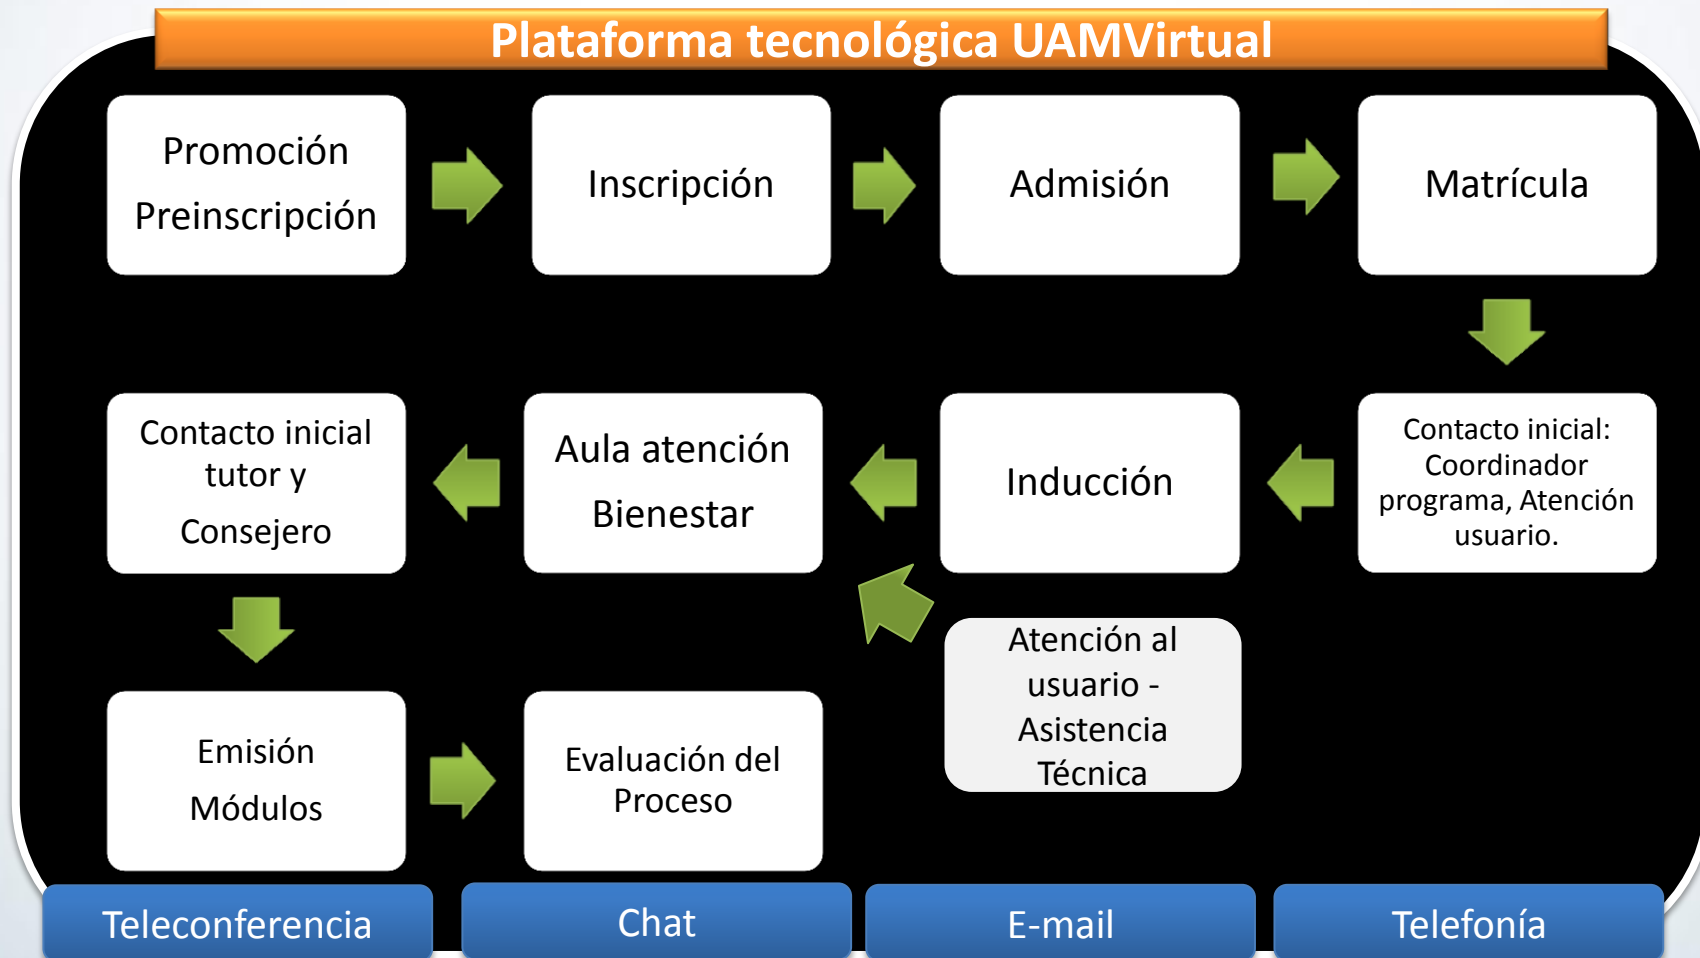 Plataforma tecnológica UAMVirtual
Promoción
Preinscripción
Inscripción
Admisión
Matrícula
Contacto inicial
tutor y
Consejero
Aula atención
Bienestar
Inducción
Contacto inicial:
Coordinador
programa, Atención
usuario.
Emisión
Módulos
Evaluación del
Proceso
Atención al
usuario -
Asistencia
Técnica
Teleconferencia
Chat
E-mail
Telefonía